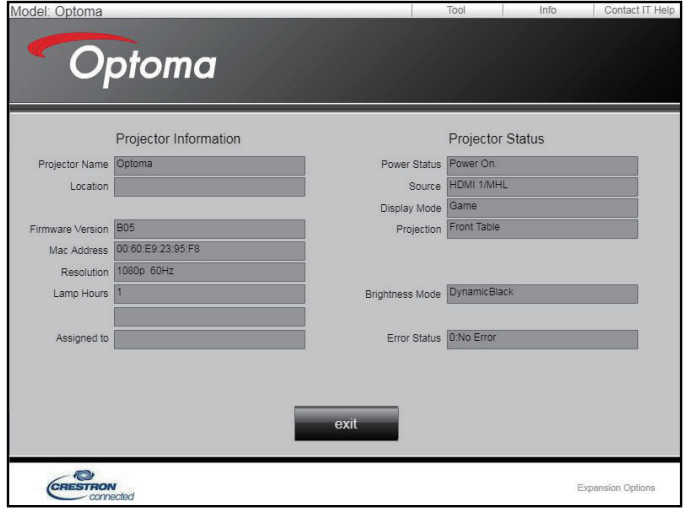 Model: Optoma
Tool Info Contact IT Help
Optoma
Projector Information
Projector Name Optoma
Location
Firmware Version B05
Mac Address 00:60:E9:23:95:F8
Resolution 1080p 60Hz
Lamp Hours 1
Assigned to
Projector Status
Power Status Power On.
Source HDMI 1/MHL
Display Mode Game
Projection Front Table
Brightness Mode DynamicBlack
Error Status 0:No Error
exit
CRESTRON
connected
Expansion Options